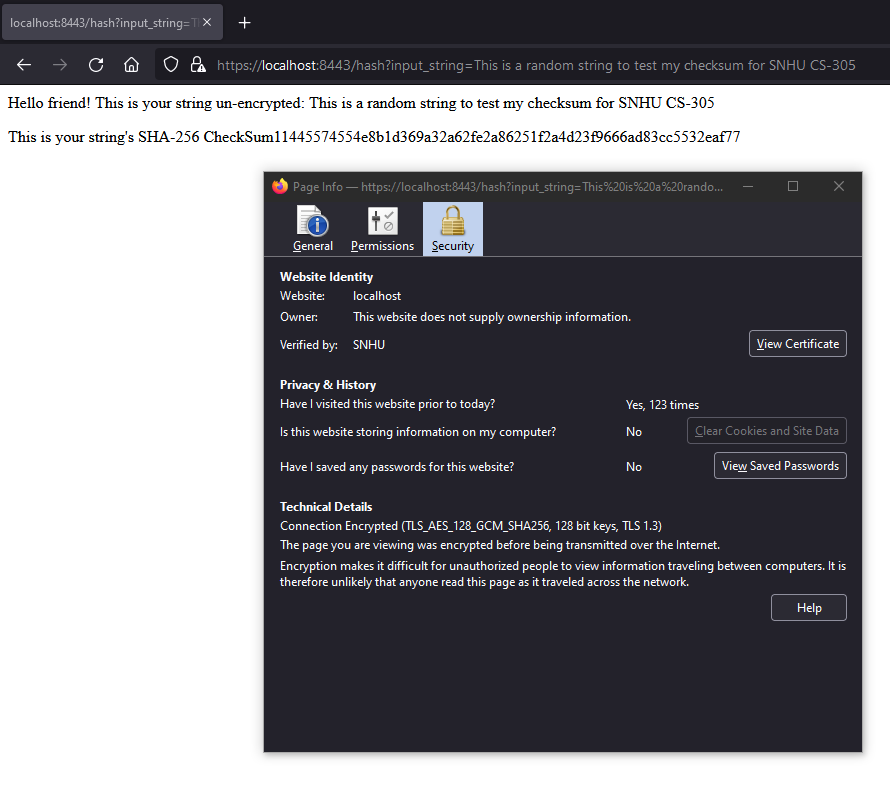 localhost:8443/hash?input_string=T
https://localhost:8443/hash?input_string=This is a random string to test my checksum for SNHU CS-305
Hello friend! This is your string un-encrypted: This is a random string to test my checksum for SNHU CS-305
This is your string's SHA-256 CheckSum11445574554e8b1d369a32a62fe2a86251f2a4d23f9666ad83cc5532eaf77
Page Info — https://localhost:8443/hash?input_string=This%20is%20a%20rando...
General Permissions Security
Website Identity
Website: localhost
Owner: This website does not supply ownership information.
Verified by: SNHU View Certificate
Privacy & History
Have I visited this website prior to today? Yes, 123 times
Is this website storing information on my computer? No Clear Cookies and Site Data
Have I saved any passwords for this website? No View Saved Passwords
Technical Details
Connection Encrypted (TLS_AES_128_GCM_SHA256, 128 bit keys, TLS 1.3)
The page you are viewing was encrypted before being transmitted over the Internet.
Encryption makes it difficult for unauthorized people to view information traveling between computers. It is
therefore unlikely that anyone read this page as it traveled across the network.
Help